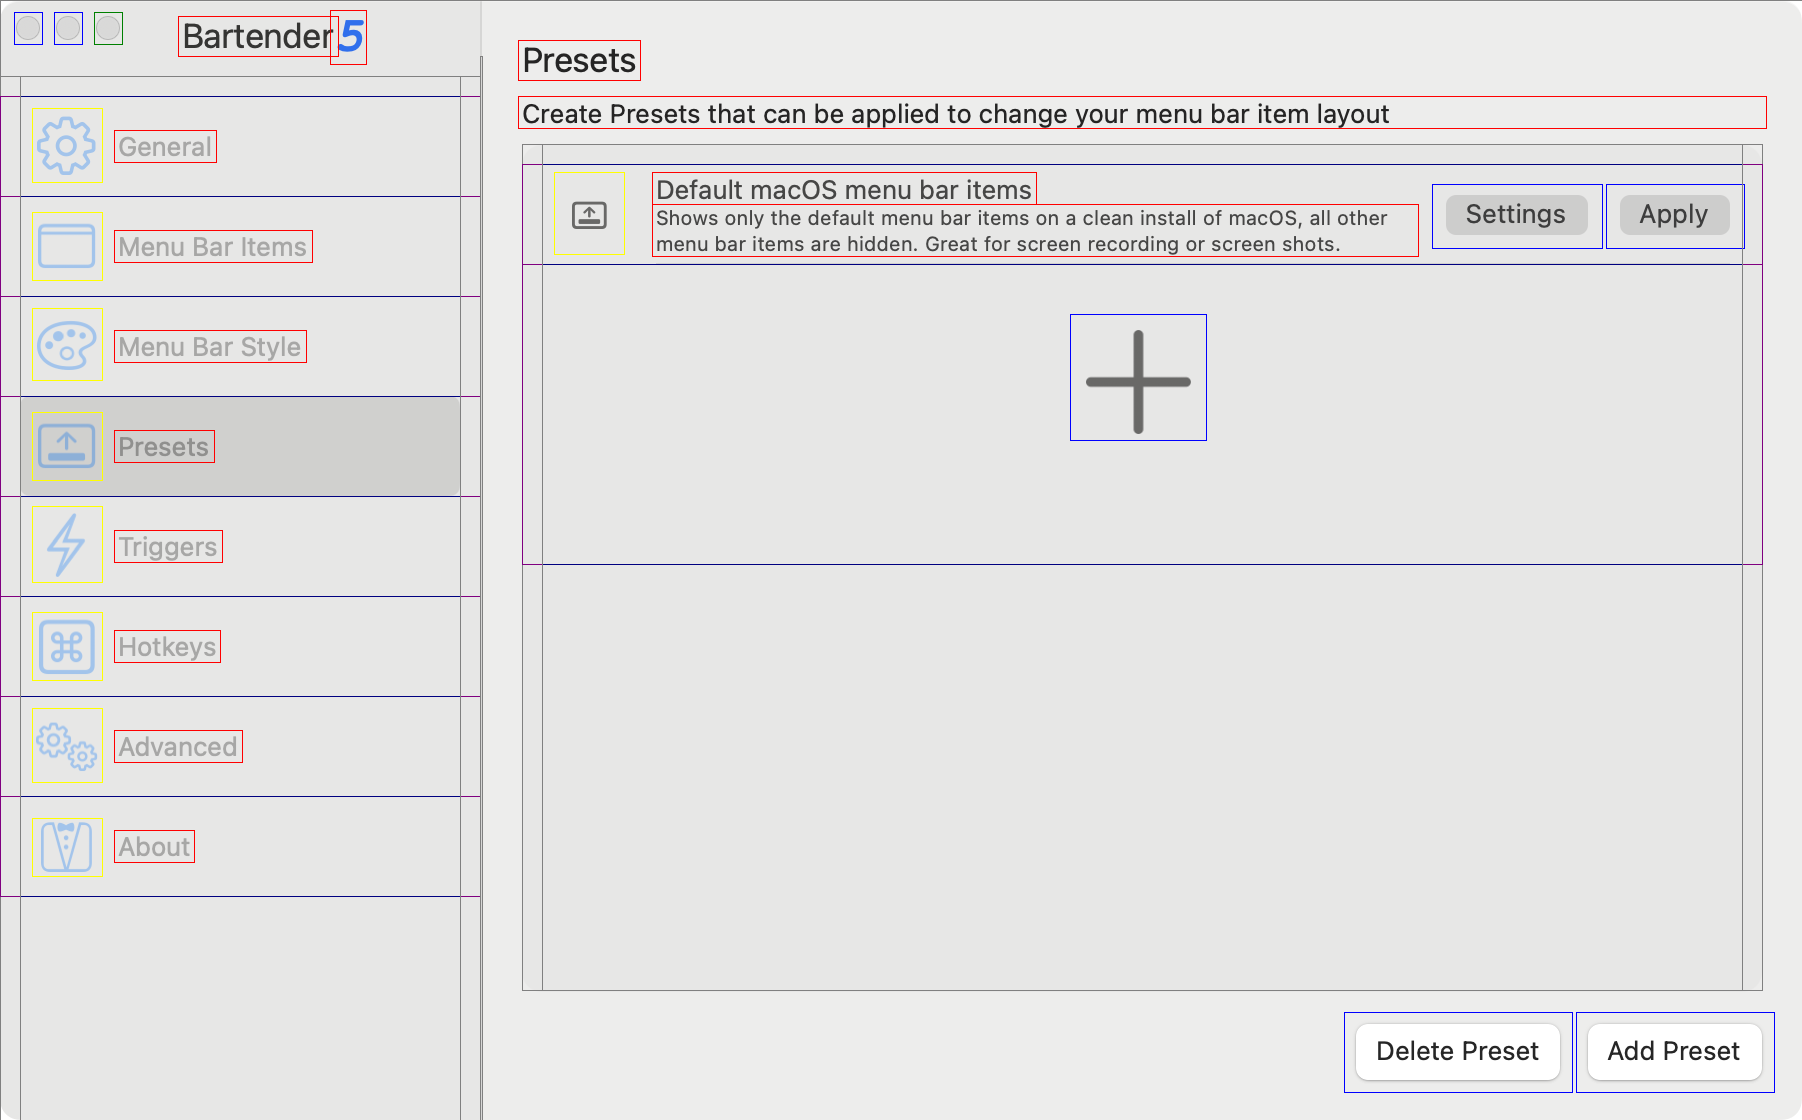 Bartender 5
General
Menu Bar Items
Menu Bar Style
Presets
Triggers
Hotkeys
Advanced
About
Presets
Create Presets that can be applied to change your menu bar item layout
Default macOS menu bar items
Shows only the default menu bar items on a clean install of macOS, all other
menu bar items are hidden. Great for screen recording or screen shots.
Settings
Apply
Delete Preset
Add Preset